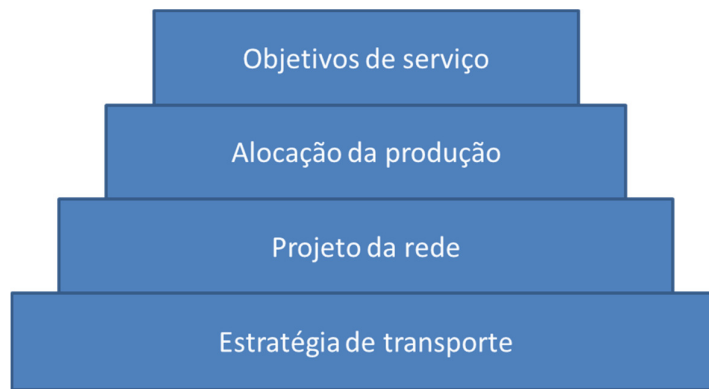 Objetivos de serviço
Alocação da produção
Projeto da rede
Estratégia de transporte